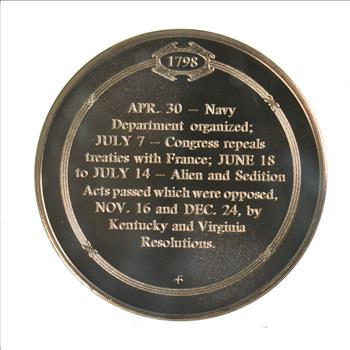 1798
APR. 30 — Navy
Department organized;
JULY 7 — Congress repeals
treaties with France; JUNE 18
to JULY 14 — Alien and Sedition
Acts passed which were opposed,
NOV. 16 and DEC. 24, by
Kentucky and Virginia
Resolutions.